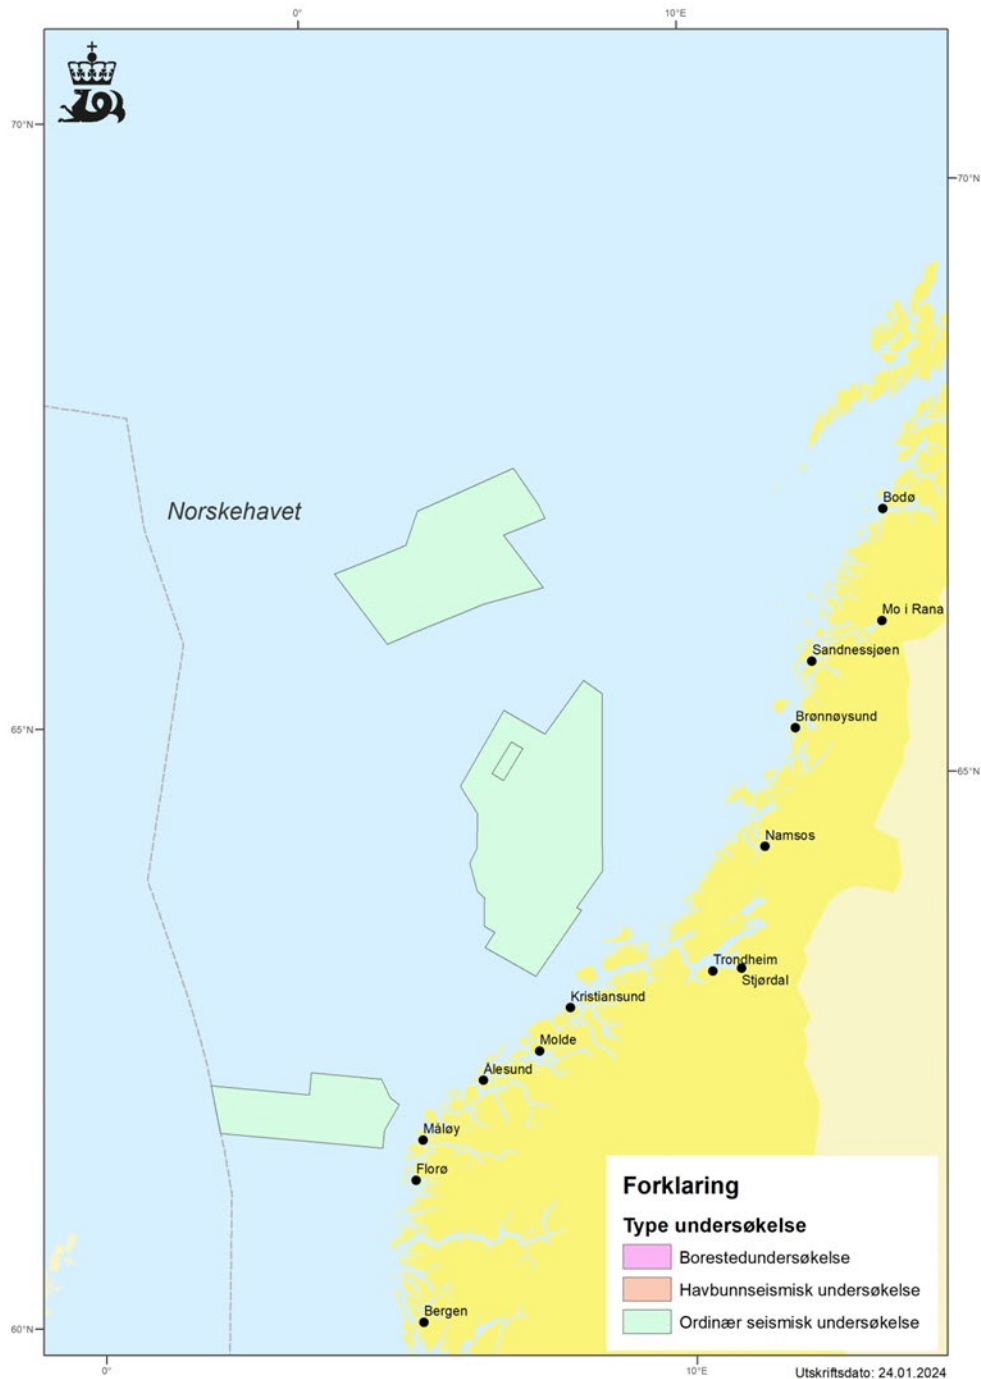 0°
10°E
70°N
70°N
Norskehavet
Bodø
Mo i Rana
Sandnessjøen
Brønnøysund
65°N
65°N
Namsos
Trondheim
Stjørdal
Kristiansund
Molde
Ålesund
Måløy
Florø
Bergen
60°N
Forklaring
Type undersøkelse
Borestedundersøkelse
Havbunnseismisk undersøkelse
Ordinær seismisk undersøkelse
0°
10°E
Utskriftsdato: 24.01.2024